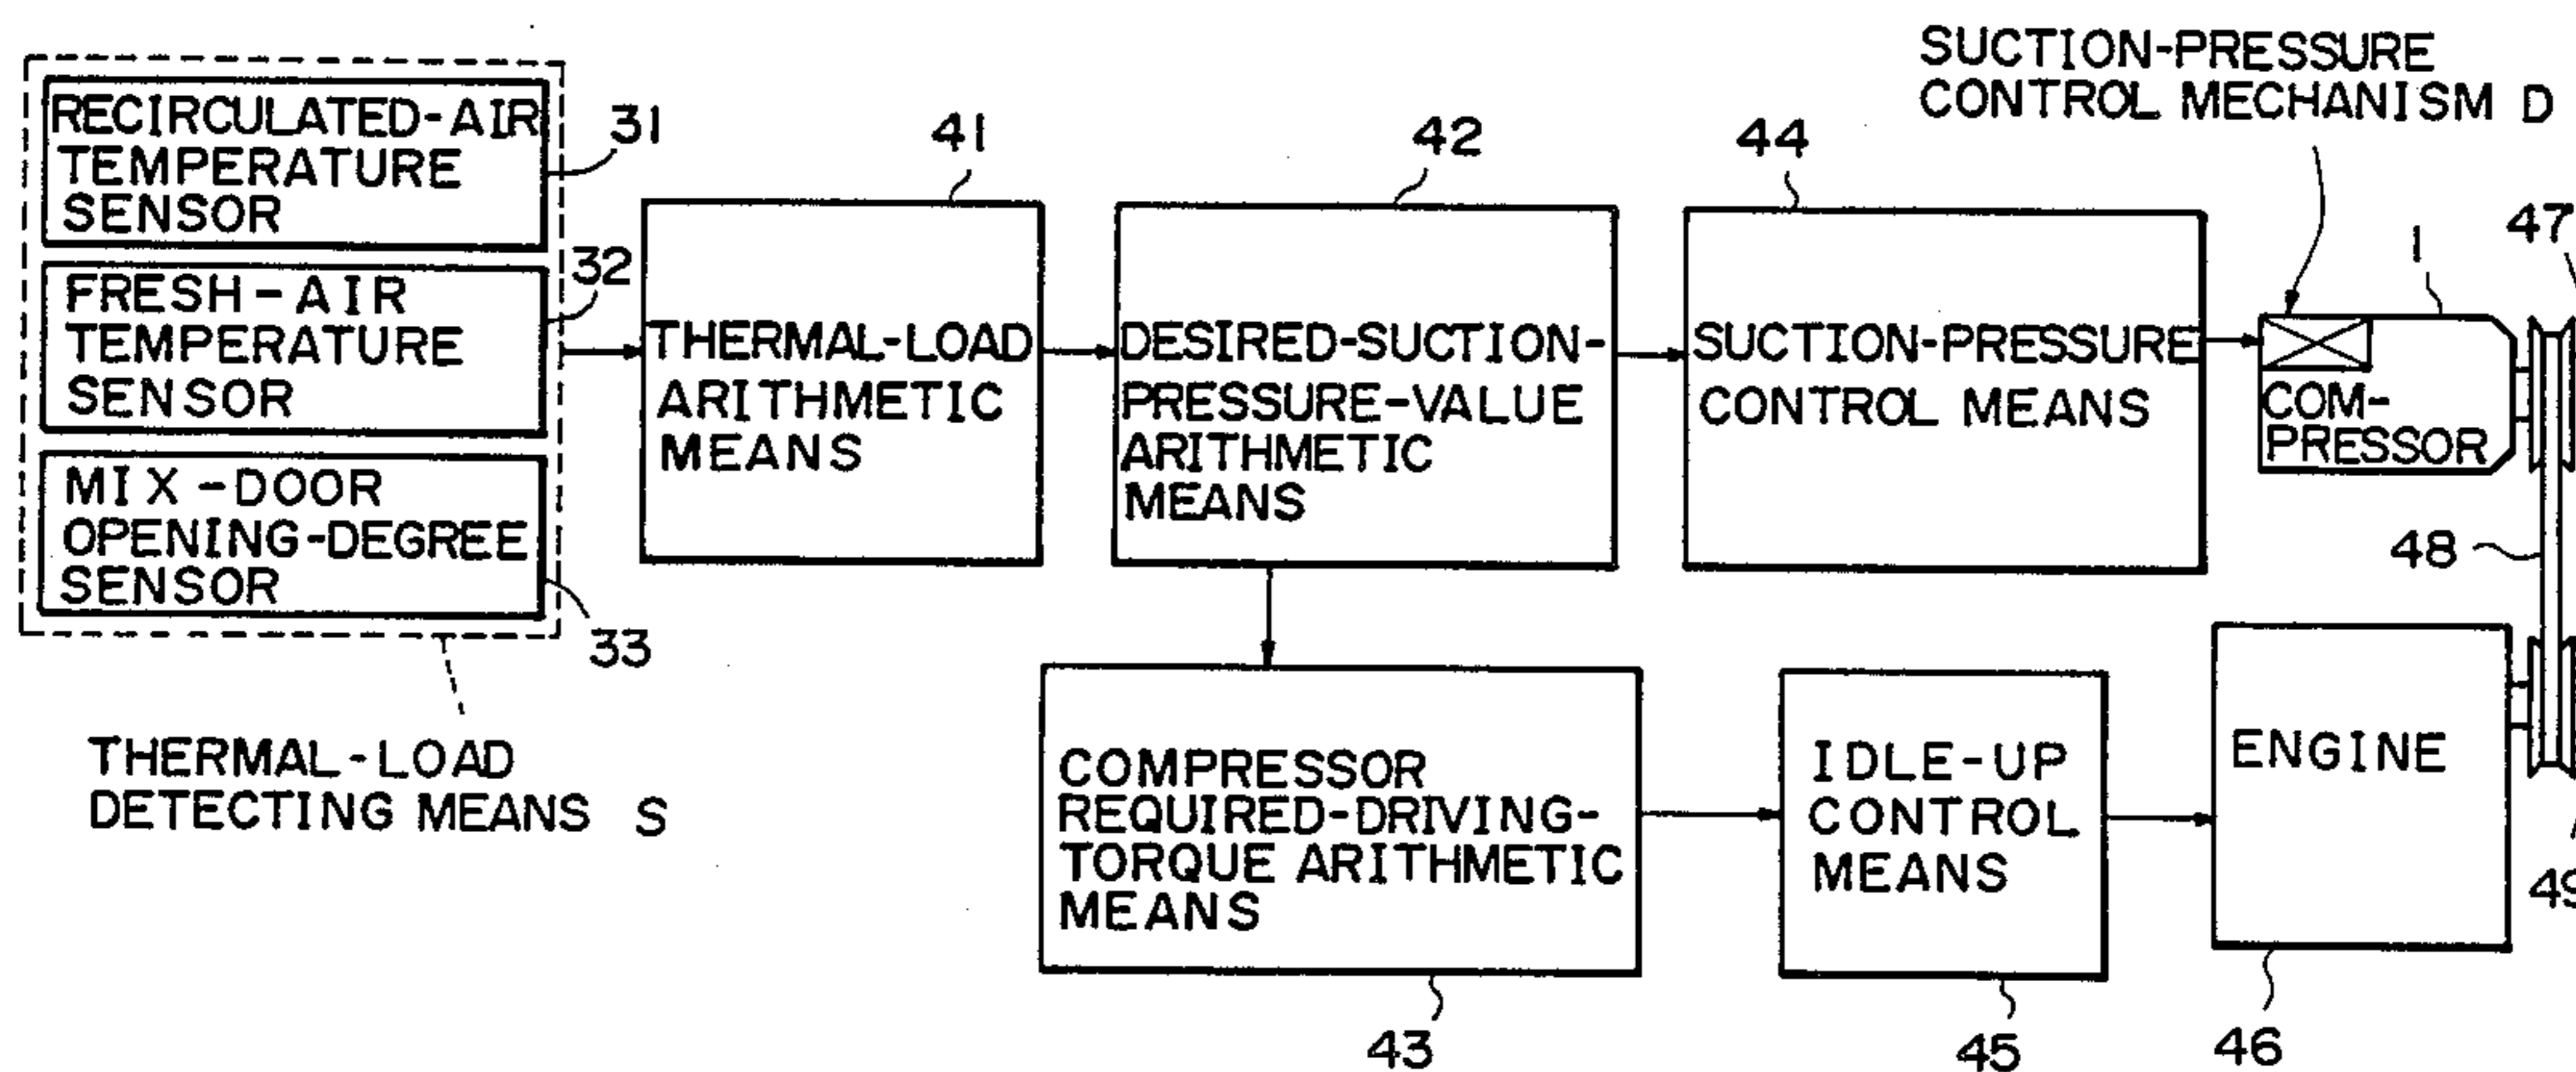 SUCTION-PRESSURE
CONTROL MECHANISM D
RECIRCULATED-AIR
TEMPERATURE
SENSOR
31
FRESH-AIR
TEMPERATURE
SENSOR
32
MIX-DOOR
OPENING-DEGREE
SENSOR
33
THERMAL-LOAD
DETECTING MEANS S
41
THERMAL-LOAD
ARITHMETIC
MEANS
42
DESIRED-SUCTION-
PRESSURE-VALUE
ARITHMETIC
MEANS
44
SUCTION-PRESSURE
CONTROL MEANS
1
COM-
PRESSOR
47
48
COMPRESSOR
REQUIRED-DRIVING-
TORQUE ARITHMETIC
MEANS
43
IDLE-UP
CONTROL
MEANS
45
ENGINE
46
49